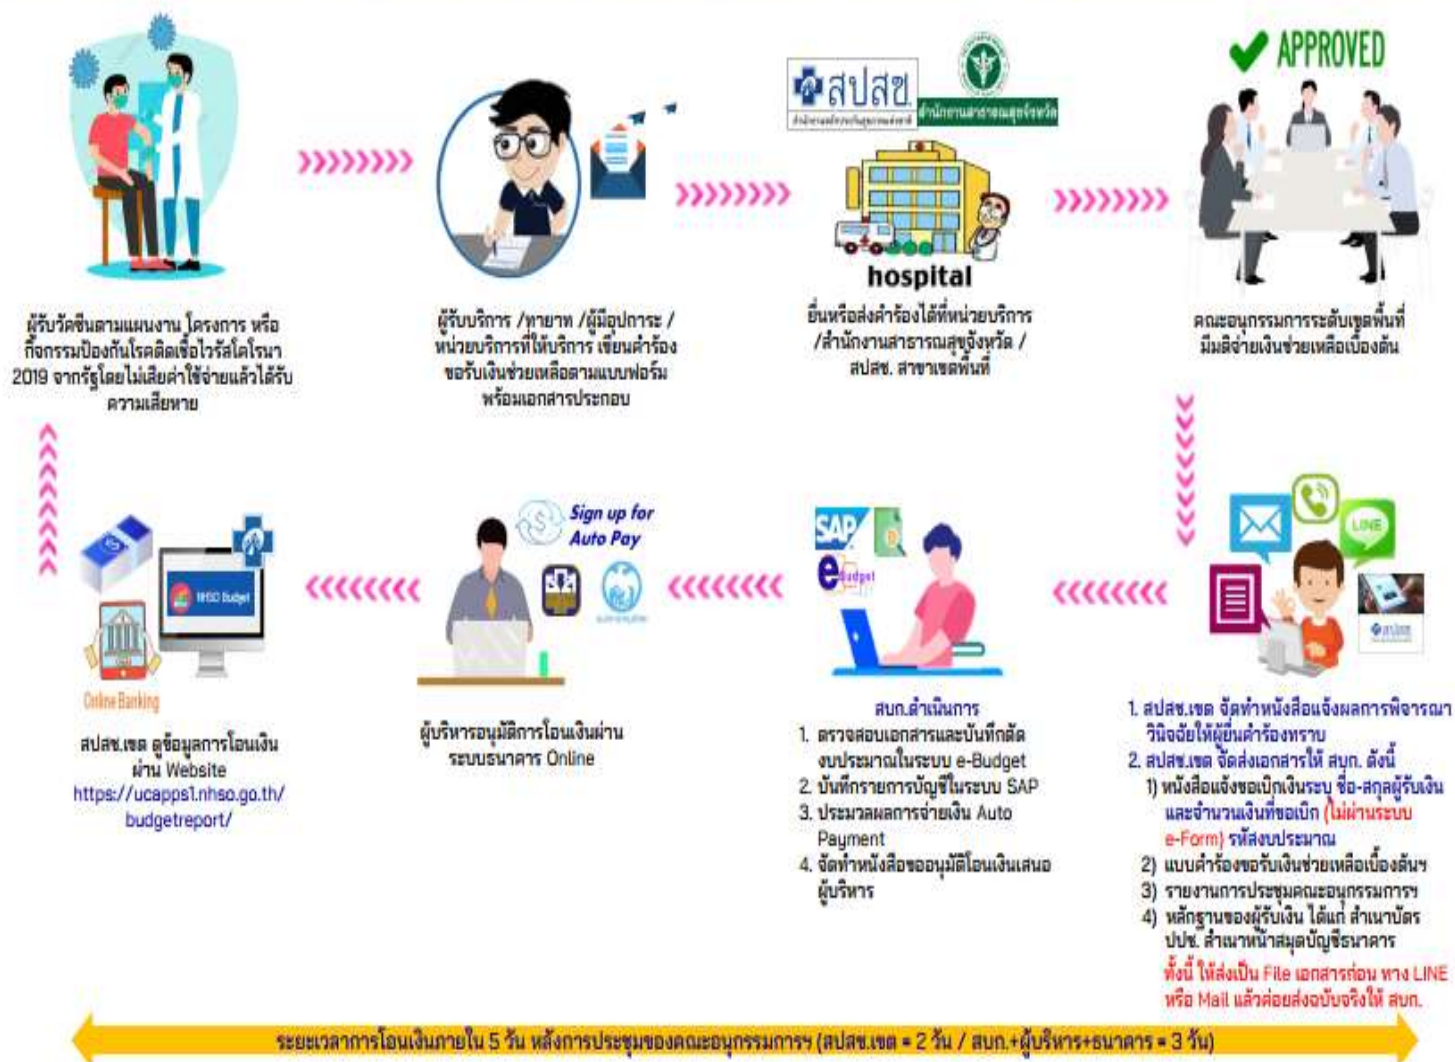 APPROVED
สปสช.
สำนักงานหลักประกันสุขภาพแห่งชาติ
สำนักงานสาธารณสุขจังหวัด
hospital
ผู้รับวัคซีนตามแผนงาน โครงการ หรือ
กิจกรรมป้องกันโรคติดเชื้อไวรัสโคโรนา
2019 จากรัฐโดยไม่เสียค่าใช้จ่ายแล้วได้รับ
ความเสียหาย
ผู้รับบริการ /ทายาท /ผู้มีอุปการะ /
หน่วยบริการที่ให้บริการ เขียนคำร้อง
ขอรับเงินช่วยเหลือตามแบบฟอร์ม
พร้อมเอกสารประกอบ
ยื่นหรือส่งคำร้องได้ที่หน่วยบริการ
/สำนักงานสาธารณสุขจังหวัด /
สปสช. สาขาเขตพื้นที่
คณะอนุกรรมการระดับเขตพื้นที่
มีมติจ่ายเงินช่วยเหลือเบื้องต้น
LINE
สปสช.
1. สปสช.เขต จัดทำหนังสือแจ้งผลการพิจารณา
วินิจฉัยให้ผู้ยื่นคำร้องทราบ
2. สปสช.เขต จัดส่งเอกสารให้ สบก. ดังนี้
1) หนังสือแจ้งขอเบิกเงินระบุ ชื่อ-สกุลผู้รับเงิน
และจำนวนเงินที่ขอเบิก (ไม่ผ่านระบบ
e-Form) รหัสงบประมาณ
2) แบบคำร้องขอรับเงินช่วยเหลือเบื้องต้นฯ
3) รายงานการประชุมคณะอนุกรรมการฯ
4) หลักฐานของผู้รับเงิน ได้แก่ สำเนาบัตร
ปปช. สำเนาหน้าสมุดบัญชีธนาคาร
ทั้งนี้ ให้ส่งเป็น File เอกสารก่อน ทาง LINE
หรือ Mail แล้วค่อยส่งฉบับจริงให้ สบก.
SAP
eBudget
สบก.ดำเนินการ
1. ตรวจสอบเอกสารและบันทึกตัด
งบประมาณในระบบ e-Budget
2. บันทึกรายการบัญชีในระบบ SAP
3. ประมวลผลการจ่ายเงิน Auto
Payment
4. จัดทำหนังสือขออนุมัติโอนเงินเสนอ
ผู้บริหาร
Sign up for
Auto Pay
ผู้บริหารอนุมัติการโอนเงินผ่าน
ระบบธนาคาร Online
NHSO Budget
Online Banking
สปสช.เขต ดูข้อมูลการโอนเงิน
ผ่าน Website
https://ucapps1.nhso.go.th/
budgetreport/
ระยะเวลาการโอนเงินภายใน 5 วัน หลังการประชุมของคณะอนุกรรมการฯ (สปสช.เขต = 2 วัน / สบก.+ผู้บริหาร+ธนาคาร = 3 วัน)